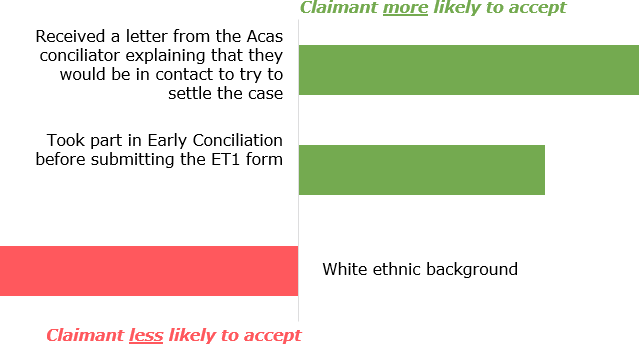 Claimant more likely to accept
Received a letter from the Acas
conciliator explaining that they
would be in contact to try to
settle the case
Took part in Early Conciliation
before submitting the ET1 form
White ethnic background
Claimant less likely to accept